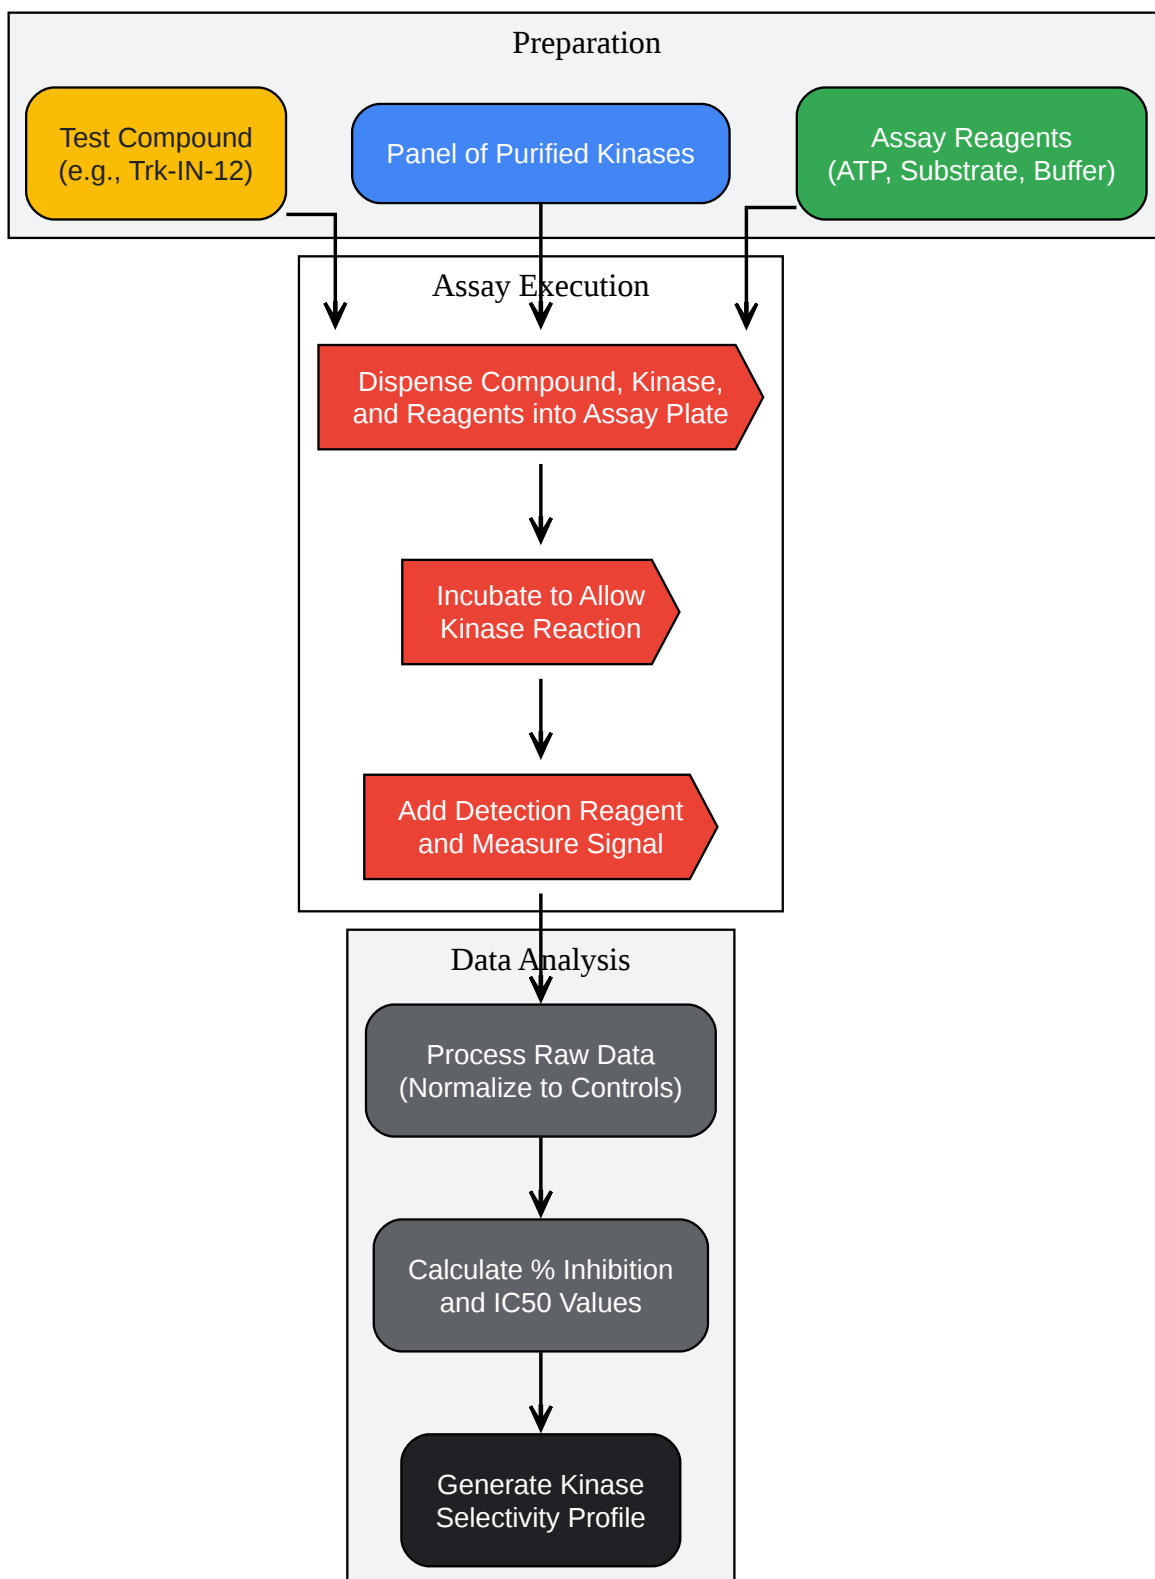 Preparation
Test Compound
(e.g., Trk-IN-12)
Panel of Purified Kinases
Assay Reagents
(ATP, Substrate, Buffer)
Assay Execution
Dispense Compound, Kinase,
and Reagents into Assay Plate
Incubate to Allow
Kinase Reaction
Add Detection Reagent
and Measure Signal
Data Analysis
Process Raw Data
(Normalize to Controls)
Calculate % Inhibition
and IC50 Values
Generate Kinase
Selectivity Profile